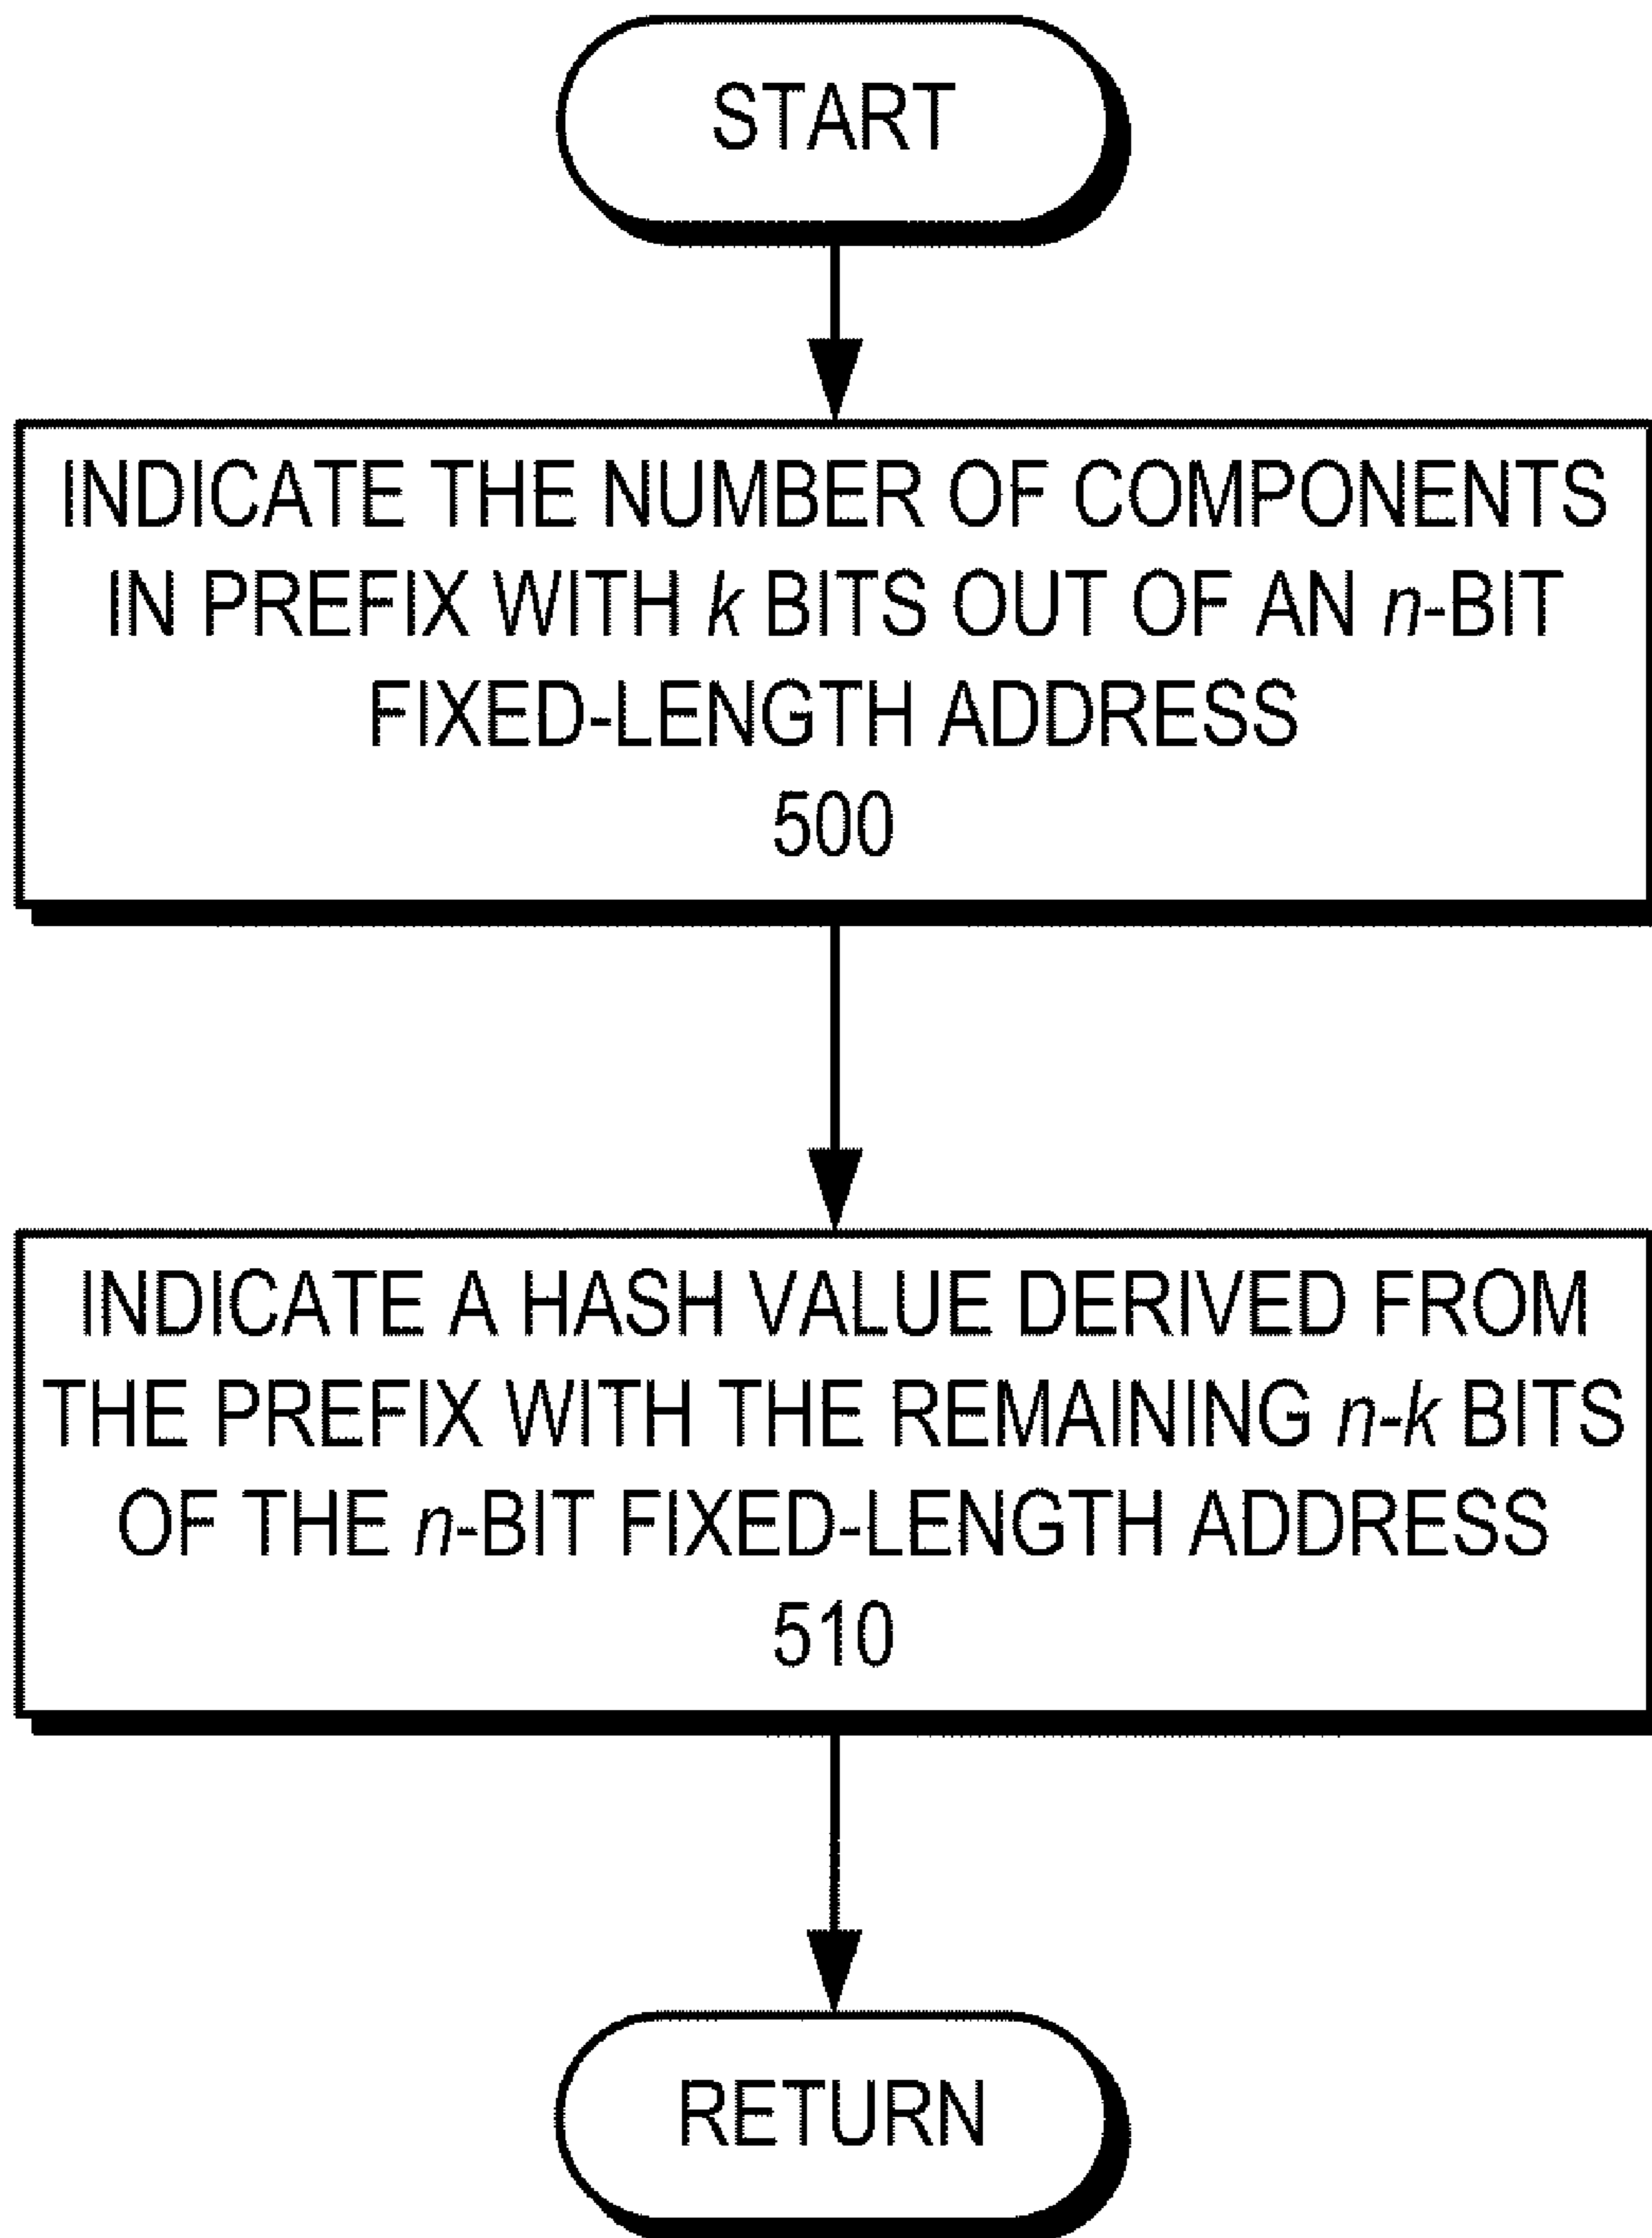 START
INDICATE THE NUMBER OF COMPONENTS
IN PREFIX WITH k BITS OUT OF AN n-BIT
FIXED-LENGTH ADDRESS
500
INDICATE A HASH VALUE DERIVED FROM
THE PREFIX WITH THE REMAINING n-k BITS
OF THE n-BIT FIXED-LENGTH ADDRESS
510
RETURN